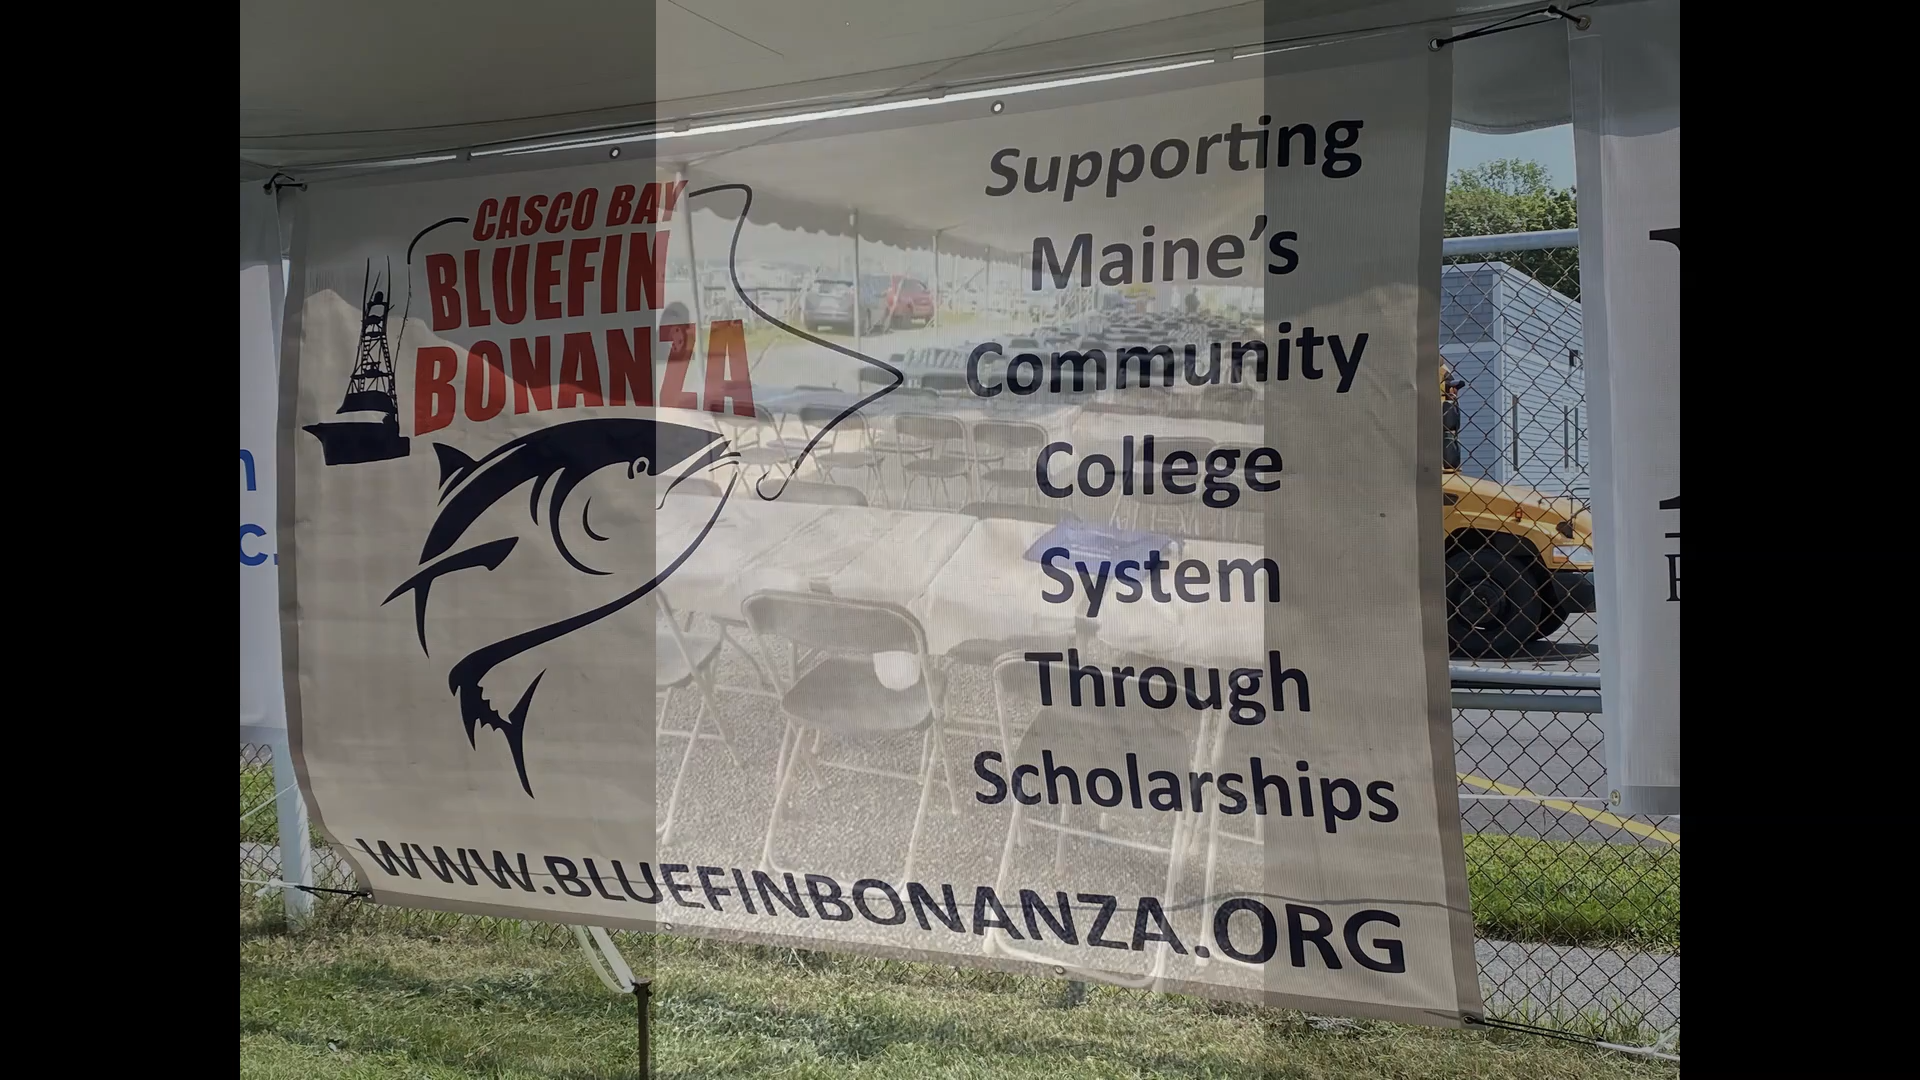 CASCO BAY
BLUEFIN
BONANZA
Supporting
Maine's
Community
College
System
Through
Scholarships
WWW.BLUEFINBONANZA.ORG